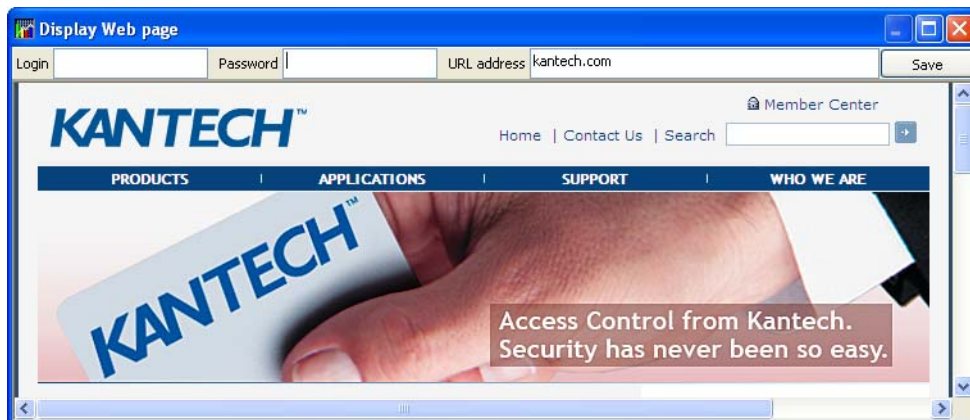 Display Web page
Login Password URL address kantech.com Save
KANTECH™
Member Center
Home | Contact Us | Search
PRODUCTS | APPLICATIONS | SUPPORT | WHO WE ARE
KANTECH™
Access Control from Kantech.
Security has never been so easy.